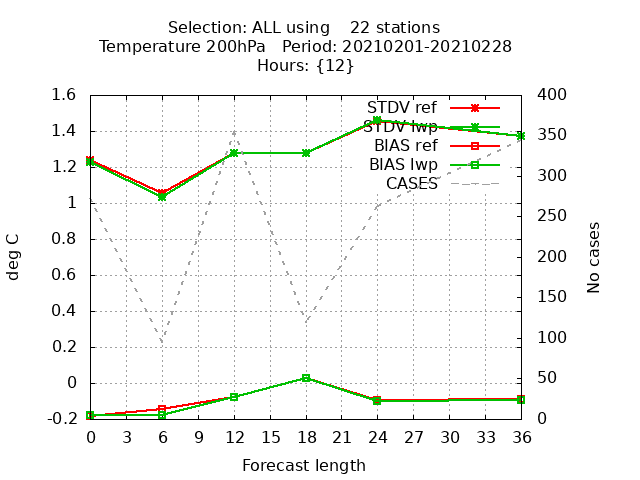 Selection: ALL using    22 stations
Temperature 200hPa   Period: 20210201-20210228
Hours: {12}
1.6
1.4
1.2
1
0.8
0.6
0.4
0.2
0
-0.2
deg C
STDV ref
STDV lwp
BIAS ref
BIAS lwp
CASES
400
350
300
250
200
150
100
50
0
No cases
0 3 6 9 12 15 18 21 24 27 30 33 36
Forecast length